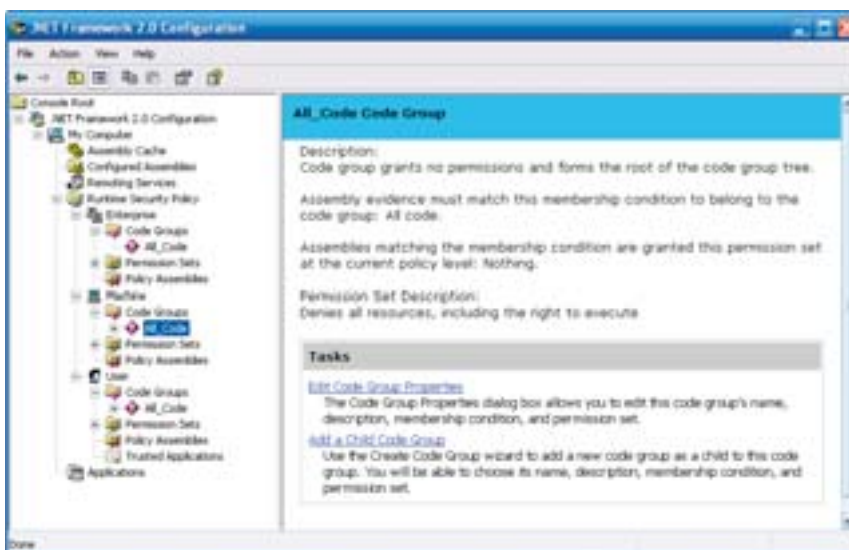 .NET Framework 2.0 Configuration
File Action View Help
Console Root
.NET Framework 2.0 Configuration
My Computer
Assembly Cache
Configured Assemblies
Remoting Services
Runtime Security Policy
Enterprise
Code Groups
All_Code
Permission Sets
Policy Assemblies
Machine
Code Groups
All_Code
Permission Sets
Policy Assemblies
User
Code Groups
All_Code
Permission Sets
Policy Assemblies
Trusted Applications
Applications
All_Code Code Group
Description:
Code group grants no permissions and forms the root of the code group tree.
Assembly evidence must match this membership condition to belong to the
code group: All code.
Assemblies matching the membership condition are granted this permission set
at the current policy level: Nothing.
Permission Set Description:
Denies all resources, including the right to execute
Tasks
Edit Code Group Properties
The Code Group Properties dialog box allows you to edit this code group's name,
description, membership condition, and permission set.
Add a Child Code Group
Use the Create Code Group wizard to add a new code group as a child to this code
group. You will be able to choose its name, description, membership condition, and
permission set.
Done